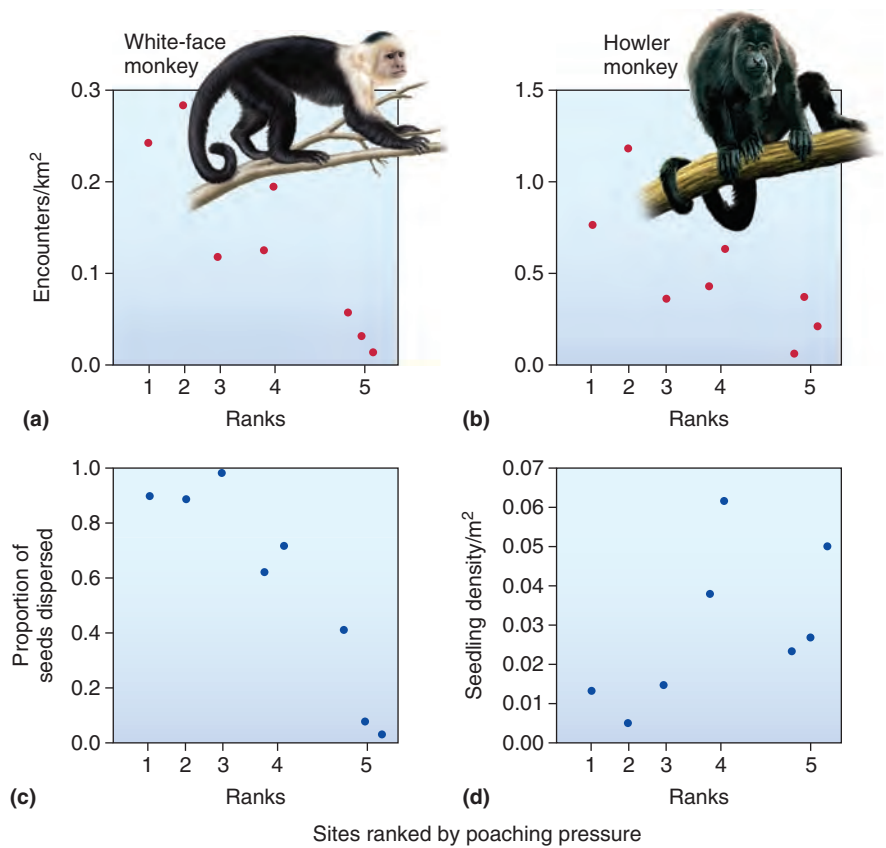 White-face
monkey
Encounters/km²
0.3
0.2
0.1
0.0
1 2 3 4 5
(a)
Ranks
Howler
monkey
1.5
1.0
0.5
0.0
1 2 3 4 5
(b)
Ranks
Proportion of
seeds dispersed
1.0
0.8
0.6
0.4
0.2
0.0
1 2 3 4 5
(c)
Ranks
Seedling density/m²
0.07
0.06
0.05
0.04
0.03
0.02
0.01
0.00
1 2 3 4 5
(d)
Ranks
Sites ranked by poaching pressure